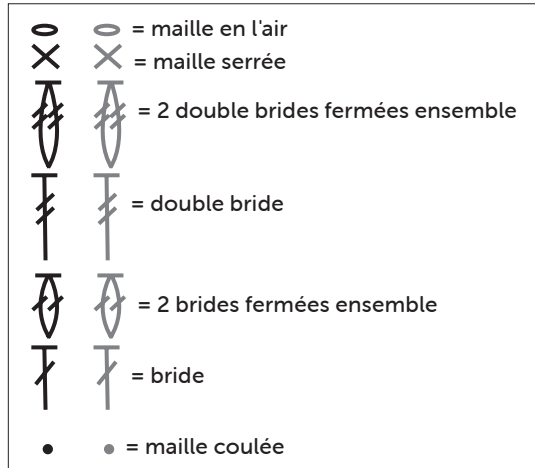 = maille en l'air
= maille serrée
= 2 double brides fermées ensemble
= double bride
= 2 brides fermées ensemble
= bride
= maille coulée